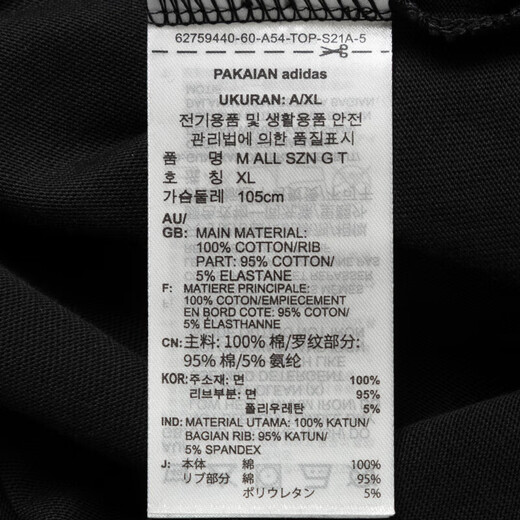 62759440-60-A54-TOP-S21A-5
PAKAIAN adidas
UKURAN: A/XL
전기용품 및 생활용품 안전
관리법에 의한 품질표시
품 명 M ALL SZN G T
호 칭 XL
가슴둘레 105cm
AU/
GB: MAIN MATERIAL:
100% COTTON/RIB
PART: 95% COTTON/
5% ELASTANE
F: MATIERE PRINCIPALE:
100% COTON/EMPIECEMENT
EN BORD COTE: 95% COTON/
5% ÉLASTHANNE
CN: 主料: 100% 棉/罗纹部分:
95% 棉/5% 氨纶
KOR: 주소재: 면 100%
리브부분: 면 95%
폴리우레탄 5%
IND: MATERIAL UTAMA: 100% KATUN/
BAGIAN RIB: 95% KATUN/
5% SPANDEX
J: 本体 綿 100%
リブ部分 綿 95%
ポリウレタン 5%